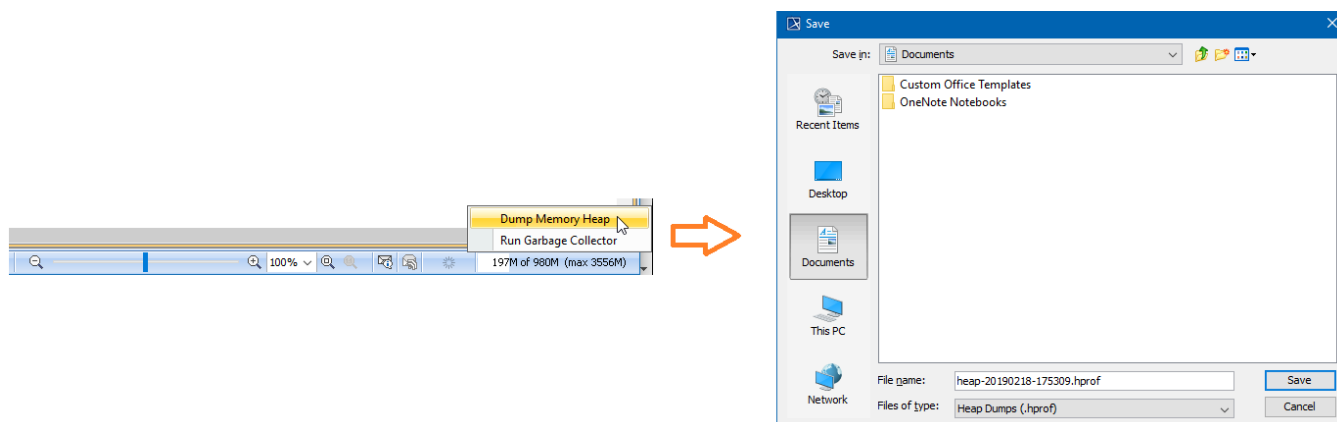 Dump Memory Heap
Run Garbage Collector
100%
197M of 980M (max 3556M)
Save
Save in:
Documents
Custom Office Templates
OneNote Notebooks
Recent Items
Desktop
Documents
This PC
Network
File name:
heap-20190218-175309.hprof
Save
Files of type:
Heap Dumps (.hprof)
Cancel